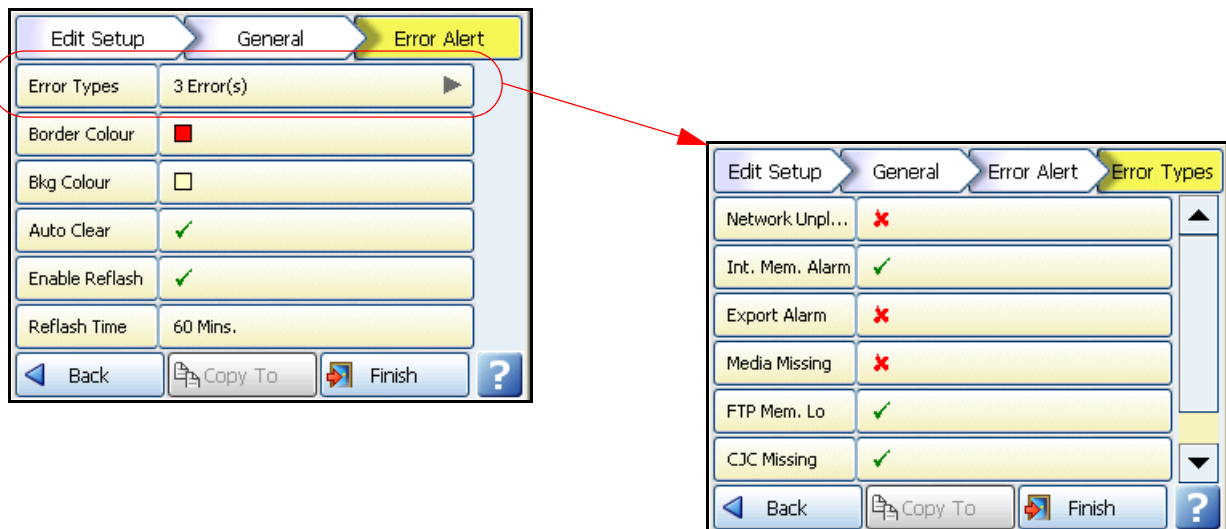 Edit Setup General Error Alert
Error Types 3 Error(s)
Border Colour
Bkg Colour
Auto Clear
Enable Reflash
Reflash Time 60 Mins.
Back Copy To Finish ?
Edit Setup General Error Alert Error Types
Network Unpl...
Int. Mem. Alarm
Export Alarm
Media Missing
FTP Mem. Lo
CJC Missing
Back Copy To Finish ?